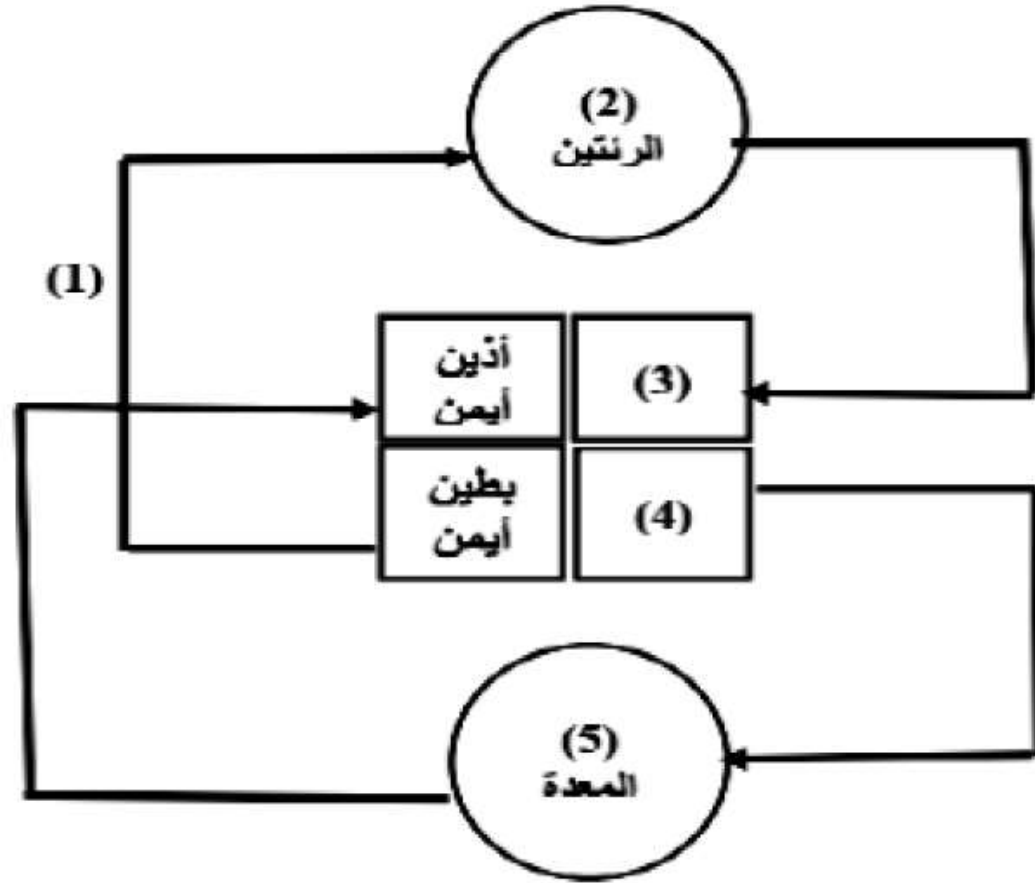 (2)
الرئتين
(1)
أذين
أيمن
(3)
بطين
أيمن
(4)
(5)
المعدة